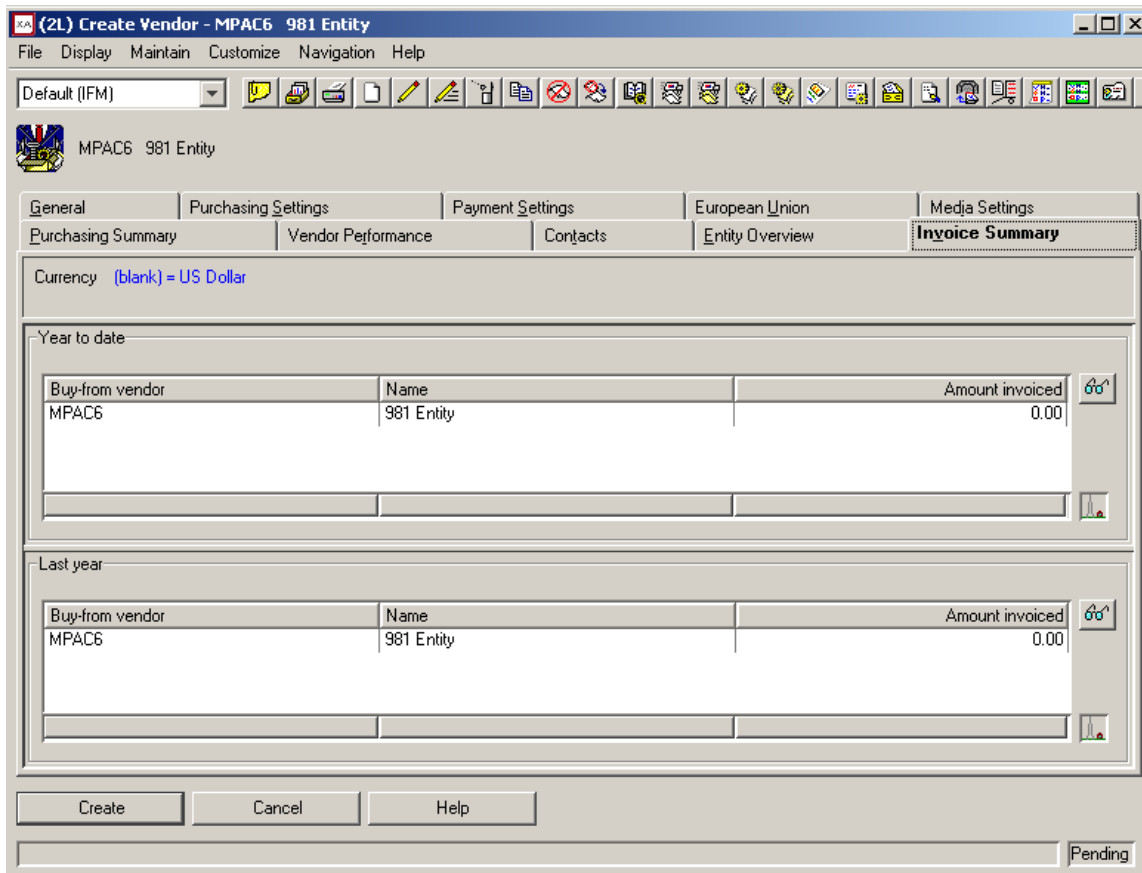 XA (2L) Create Vendor - MPAC6 981 Entity
File Display Maintain Customize Navigation Help
Default (IFM)
MPAC6 981 Entity
General Purchasing Settings Payment Settings European Union Media Settings
Purchasing Summary Vendor Performance Contacts Entity Overview Invoice Summary
Currency (blank) = US Dollar
Year to date
Buy-from vendor Name Amount invoiced
MPAC6 981 Entity 0.00
Last year
Buy-from vendor Name Amount invoiced
MPAC6 981 Entity 0.00
Create Cancel Help
Pending